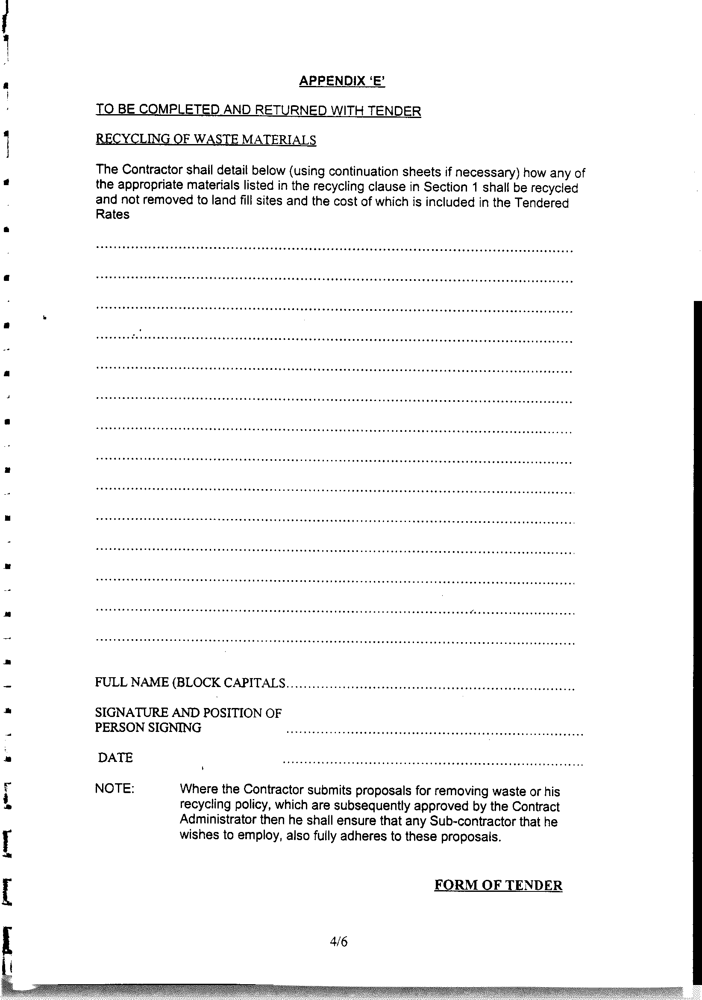 APPENDIX ‘E’
TO BE COMPLETED AND RETURNED WITH TENDER
RECYCLING OF WASTE MATERIALS
The Contractor shall detail below (using continuation sheets if necessary) how any of
the appropriate materials listed in the recycling clause in Section 1 shall be recycled
and not removed to land fill sites and the cost of which is included in the Tendered
Rates
FULL NAME (BLOCK CAPITALS..................................................................
SIGNATURE AND POSITION OF
PERSON SIGNING ....................................................................
DATE .....................................................................
NOTE: Where the Contractor submits proposals for removing waste or his
recycling policy, which are subsequently approved by the Contract
Administrator then he shall ensure that any Sub-contractor that he
wishes to employ, also fully adheres to these proposals.
FORM OF TENDER
4/6